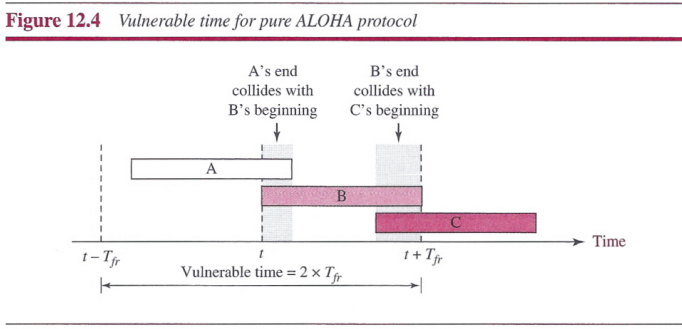 Figure 12.4 Vulnerable time for pure ALOHA protocol
A's end
collides with
B's beginning
B's end
collides with
C's beginning
A
B
C
Time
t – Tfr
t
t + Tfr
Vulnerable time = 2 × Tfr